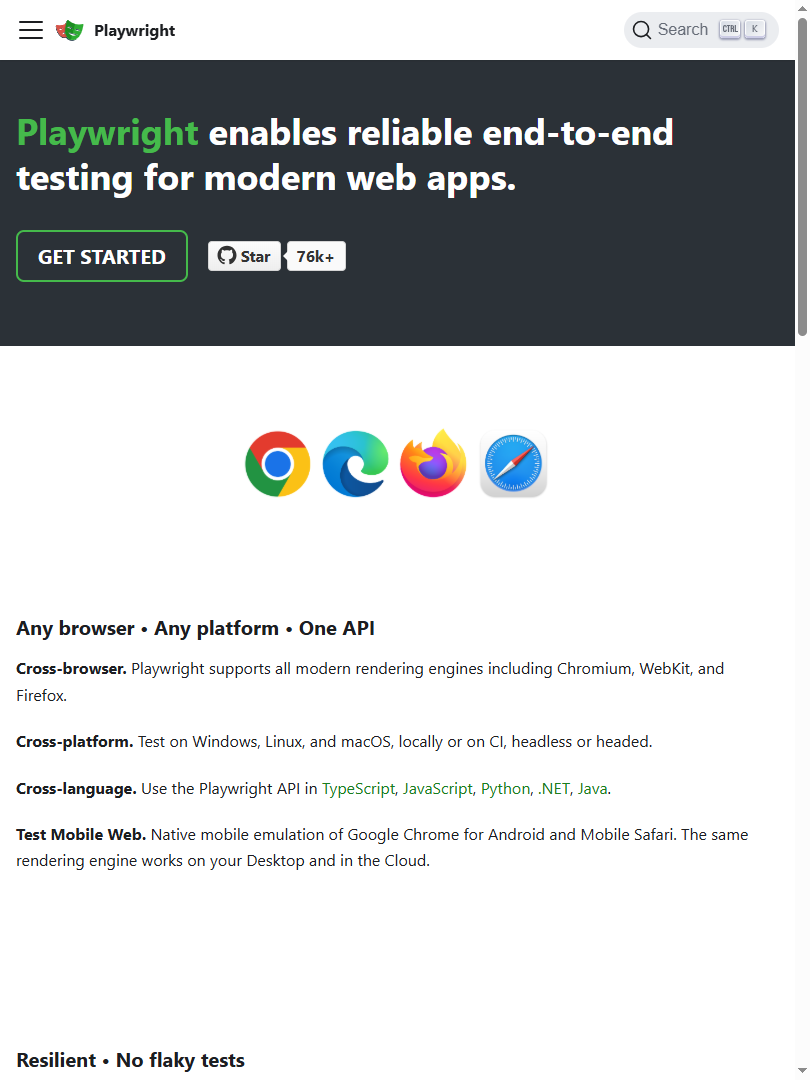 Playwright
Search CTRL K
Playwright enables reliable end-to-end
testing for modern web apps.
GET STARTED
Star
76k+
Any browser • Any platform • One API
Cross-browser. Playwright supports all modern rendering engines including Chromium, WebKit, and
Firefox.
Cross-platform. Test on Windows, Linux, and macOS, locally or on CI, headless or headed.
Cross-language. Use the Playwright API in TypeScript, JavaScript, Python, .NET, Java.
Test Mobile Web. Native mobile emulation of Google Chrome for Android and Mobile Safari. The same
rendering engine works on your Desktop and in the Cloud.
Resilient • No flaky tests